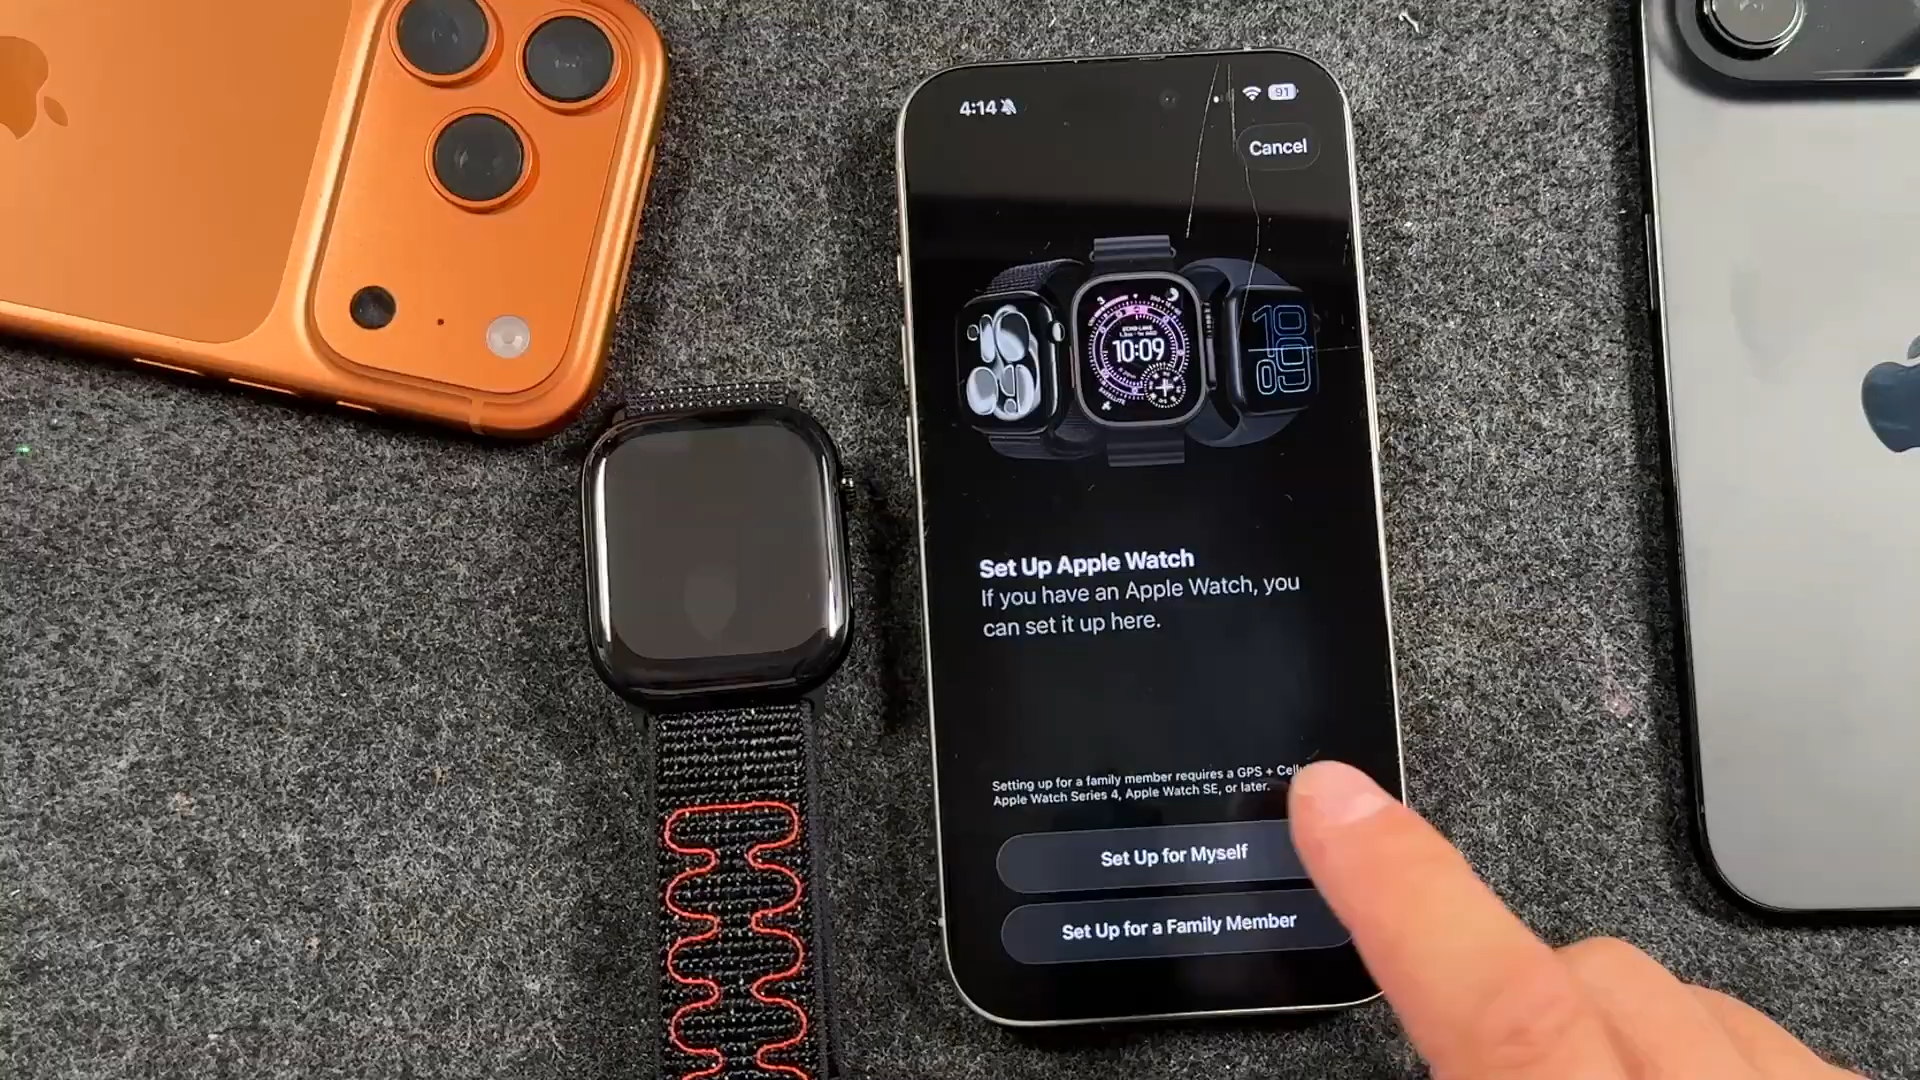 4:14
91
Cancel
10:09
10
09
Set Up Apple Watch
If you have an Apple Watch, you
can set it up here.
Setting up for a family member requires a GPS +
Apple Watch Series 4, Apple Watch SE, or later.
Set Up for Myself
Set Up for a Family Member